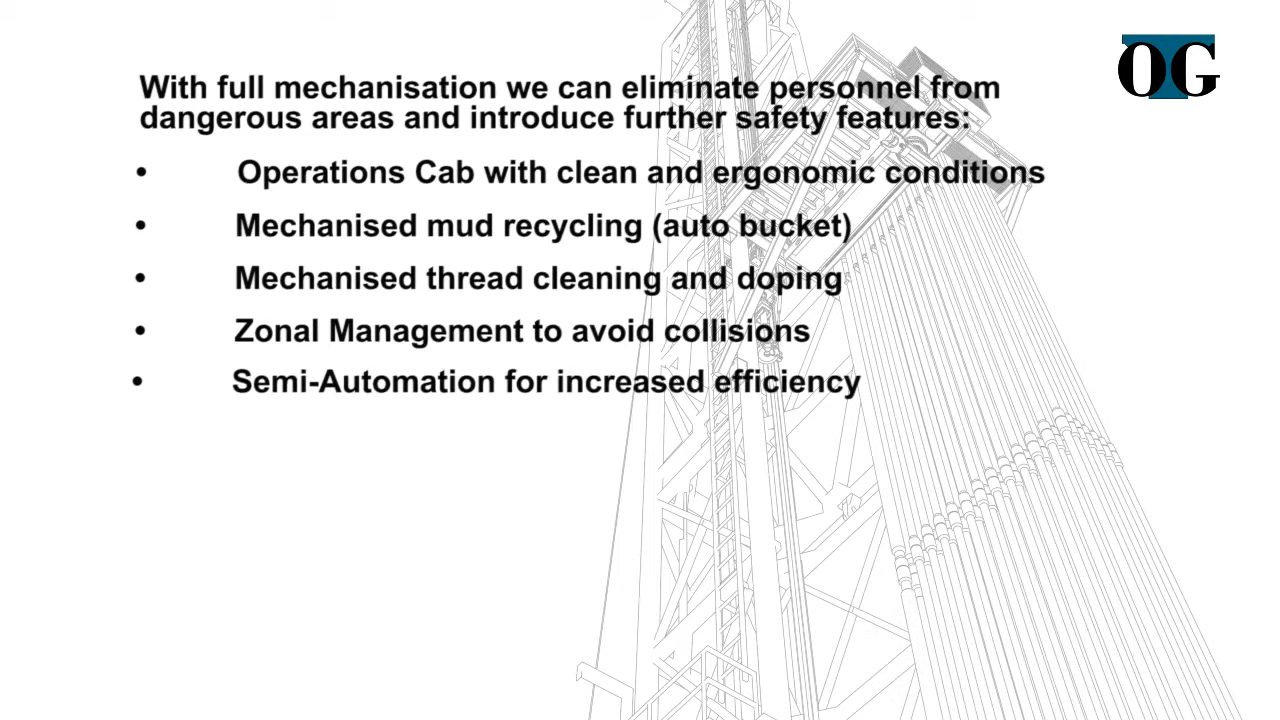 OTG
With full mechanisation we can eliminate personnel from
dangerous areas and introduce further safety features:
• Operations Cab with clean and ergonomic conditions
• Mechanised mud recycling (auto bucket)
• Mechanised thread cleaning and doping
• Zonal Management to avoid collisions
• Semi-Automation for increased efficiency